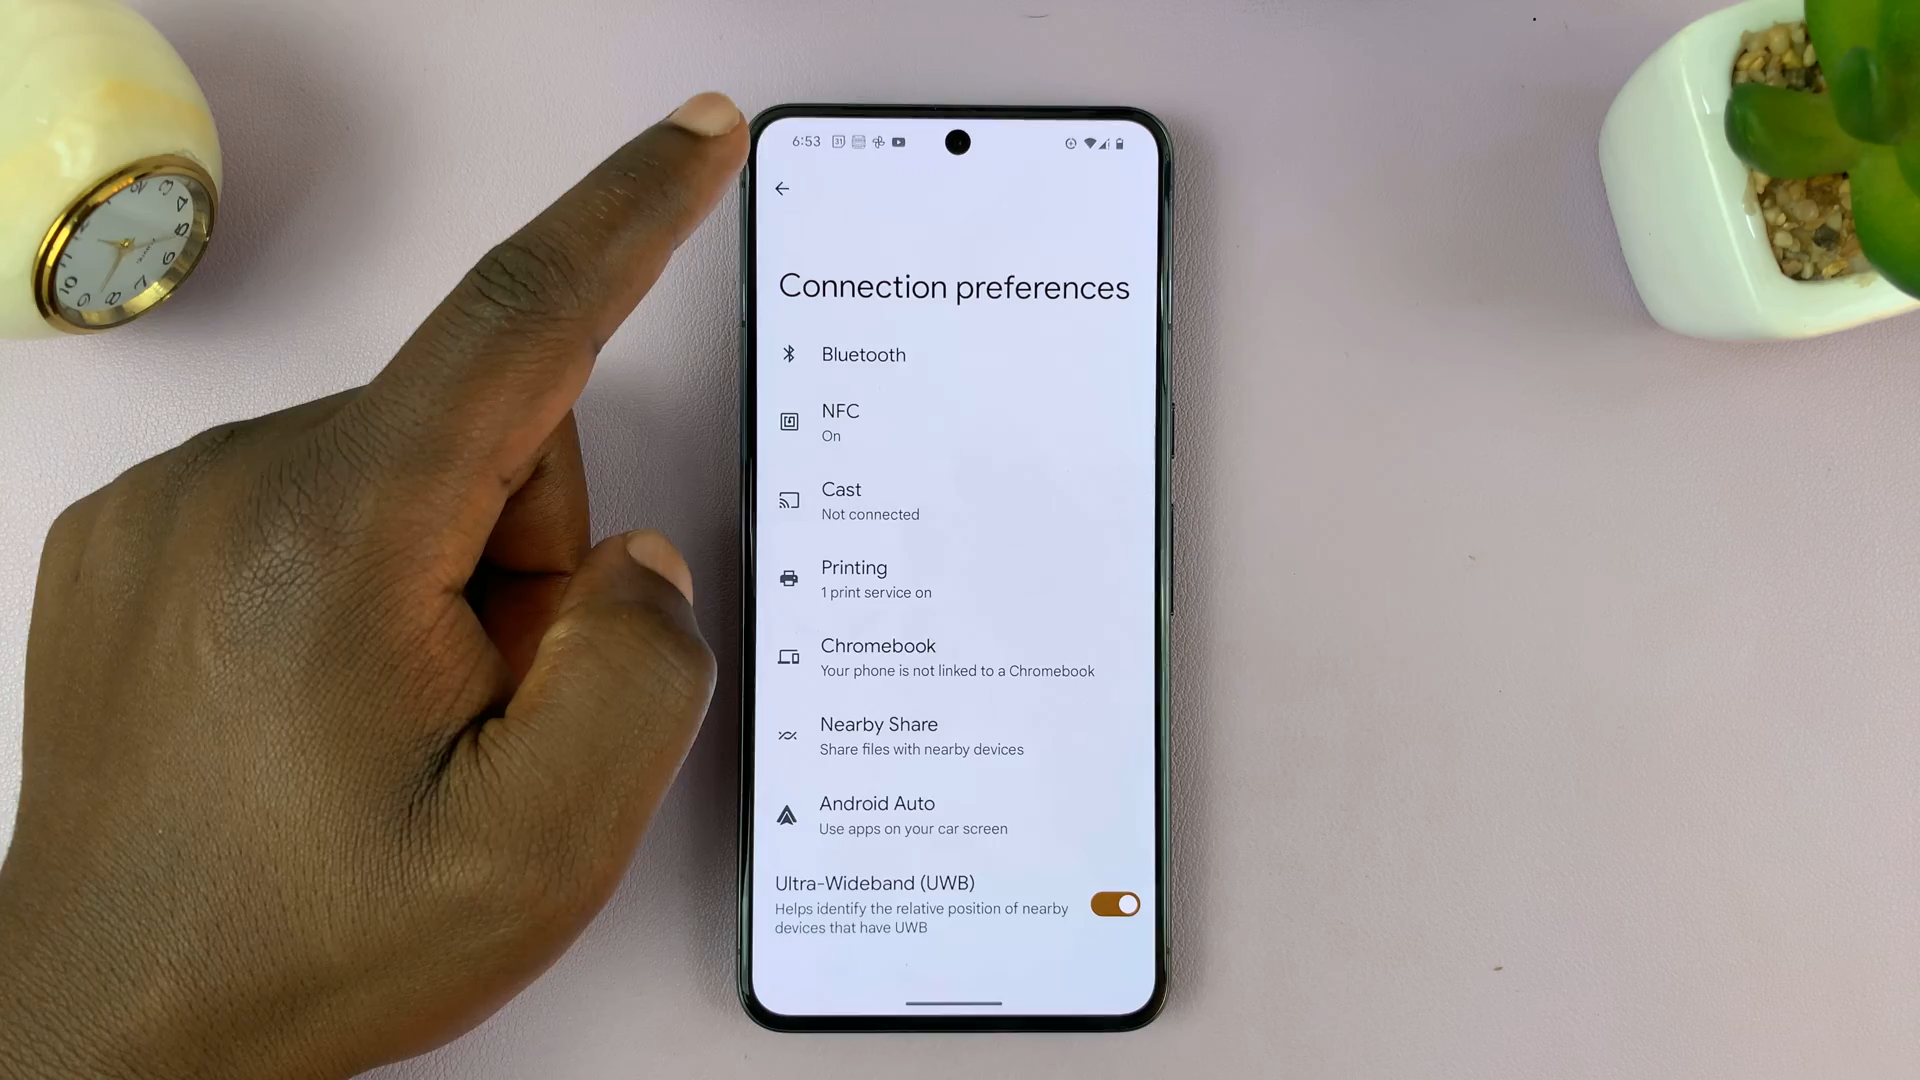 6:53
Connection preferences
Bluetooth
NFC
On
Cast
Not connected
Printing
1 print service on
Chromebook
Your phone is not linked to a Chromebook
Nearby Share
Share files with nearby devices
Android Auto
Use apps on your car screen
Ultra-Wideband (UWB)
Helps identify the relative position of nearby
devices that have UWB